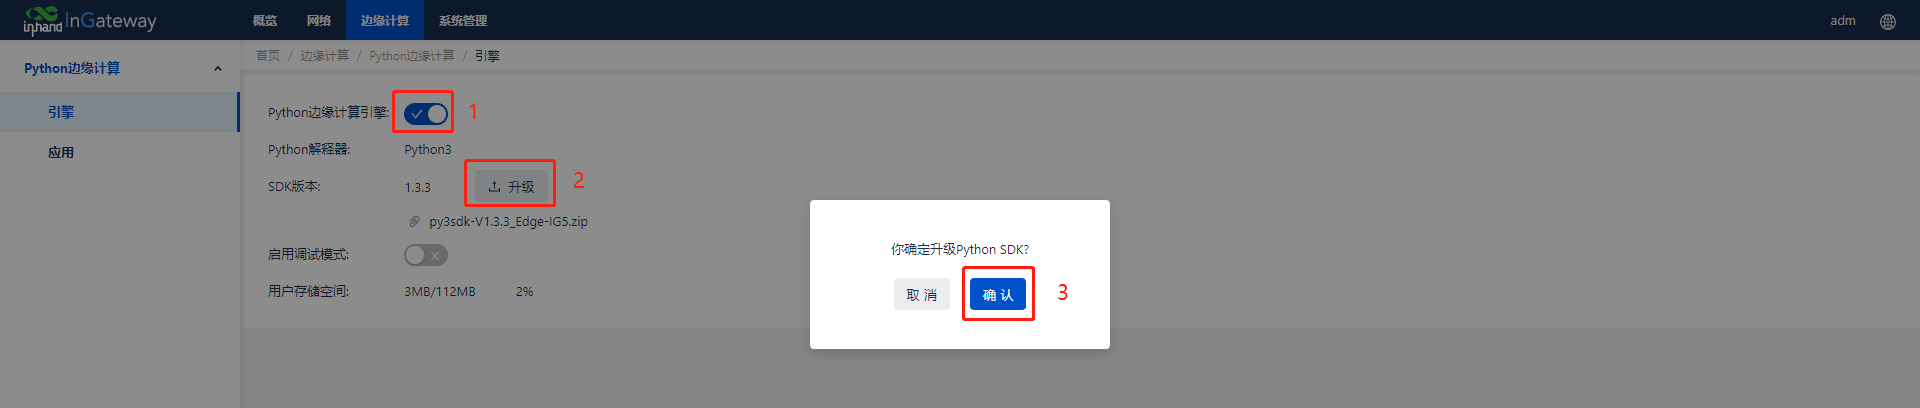 inhand InGateway 概览 网络 边缘计算 系统管理 adm
Python边缘计算
引擎
应用
首页 / 边缘计算 / Python边缘计算 / 引擎
Python边缘计算引擎: 1
Python解释器: Python3
SDK版本: 1.3.3 升级 2
py3sdk-V1.3.3_Edge-IG5.zip
启用调试模式:
用户存储空间: 3MB/112MB 2%
你确定升级Python SDK?
取 消 确 认 3